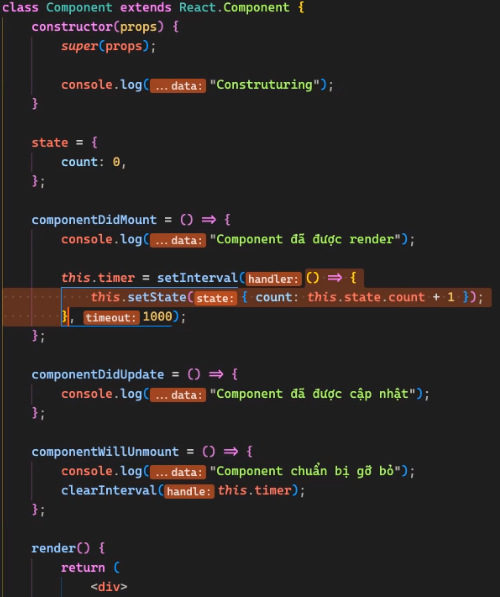 class Component extends React.Component {
constructor(props) {
super(props);
console.log(...data: "Construturing");
}
state = {
count: 0,
};
componentDidMount = () => {
console.log(...data: "Component đã được render");
this.timer = setInterval(handler: () => {
this.setState(state: { count: this.state.count + 1 });
}, timeout: 1000);
};
componentDidUpdate = () => {
console.log(...data: "Component đã được cập nhật");
};
componentWillUnmount = () => {
console.log(...data: "Component chuẩn bị gỡ bỏ");
clearInterval(handle: this.timer);
};
render() {
return (
<div>